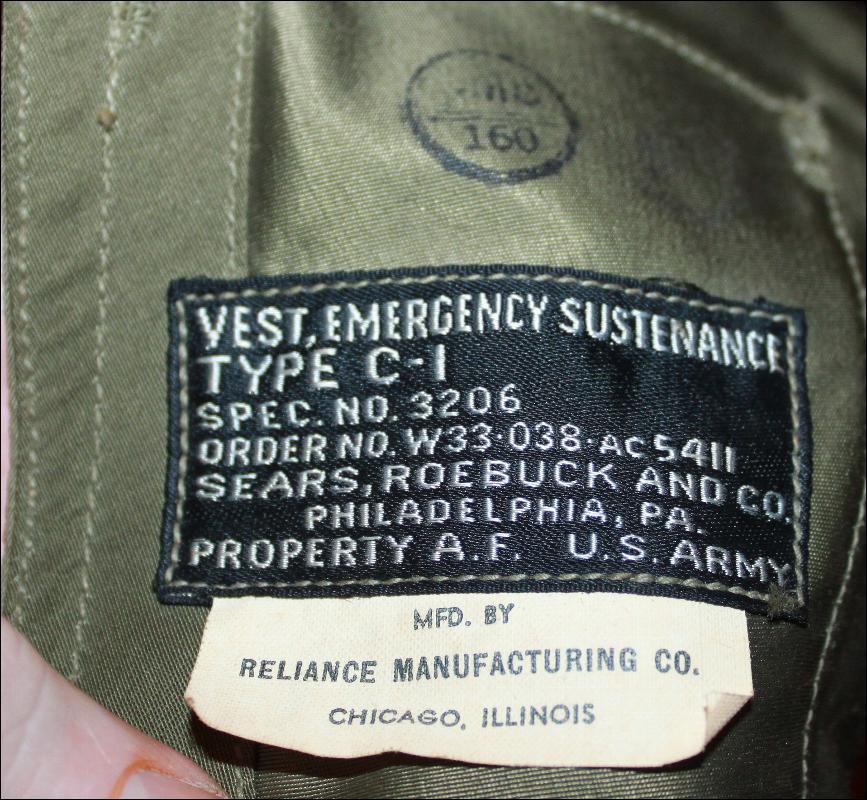 160
VEST, EMERGENCY SUSTENANCE
TYPE C-1
SPEC. NO. 3206
ORDER NO. W33-038-AC5411
SEARS, ROEBUCK AND CO.
PHILADELPHIA, PA.
PROPERTY A.F. U.S. ARMY
MFD. BY
RELIANCE MANUFACTURING CO.
CHICAGO, ILLINOIS